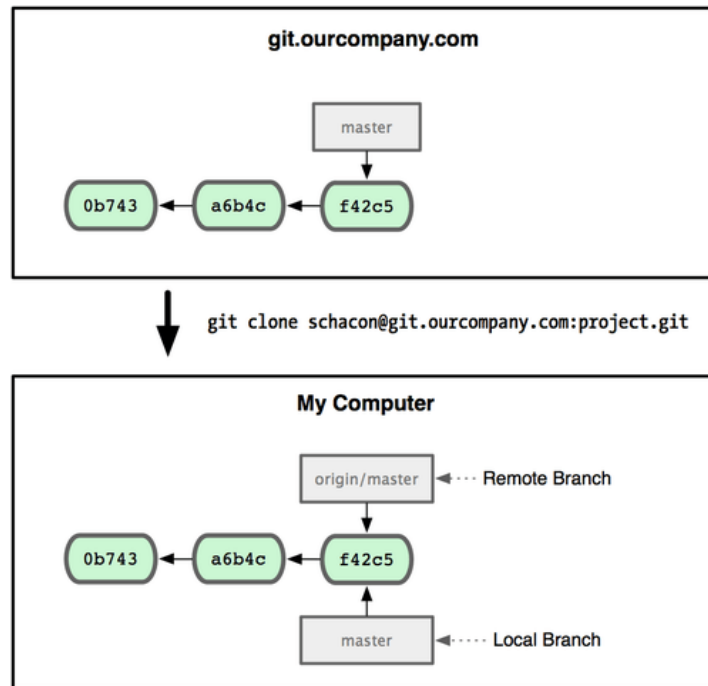 git.ourcompany.com
master
0b743 a6b4c f42c5
git clone schacon@git.ourcompany.com:project.git
My Computer
origin/master Remote Branch
0b743 a6b4c f42c5
master Local Branch